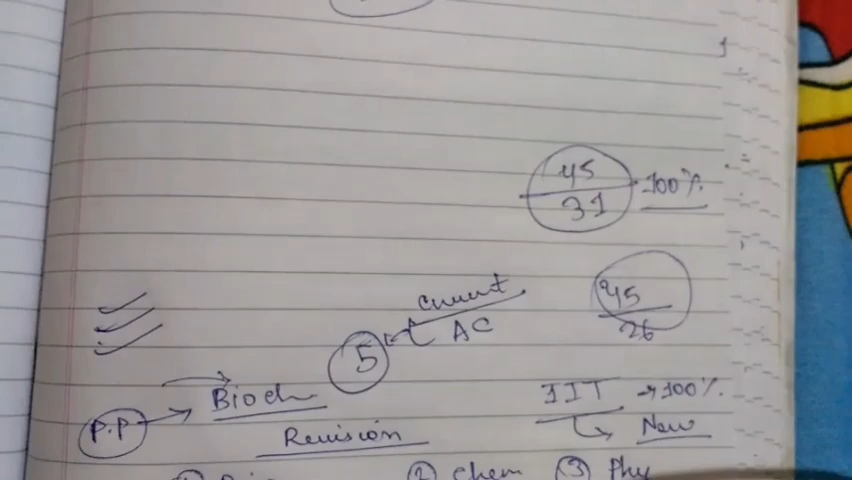 45
31 → 100%
Current
45
26
AC
5
Bioch
IIT → 100%
P.P →
New
Revision
② Chem ③ Phy